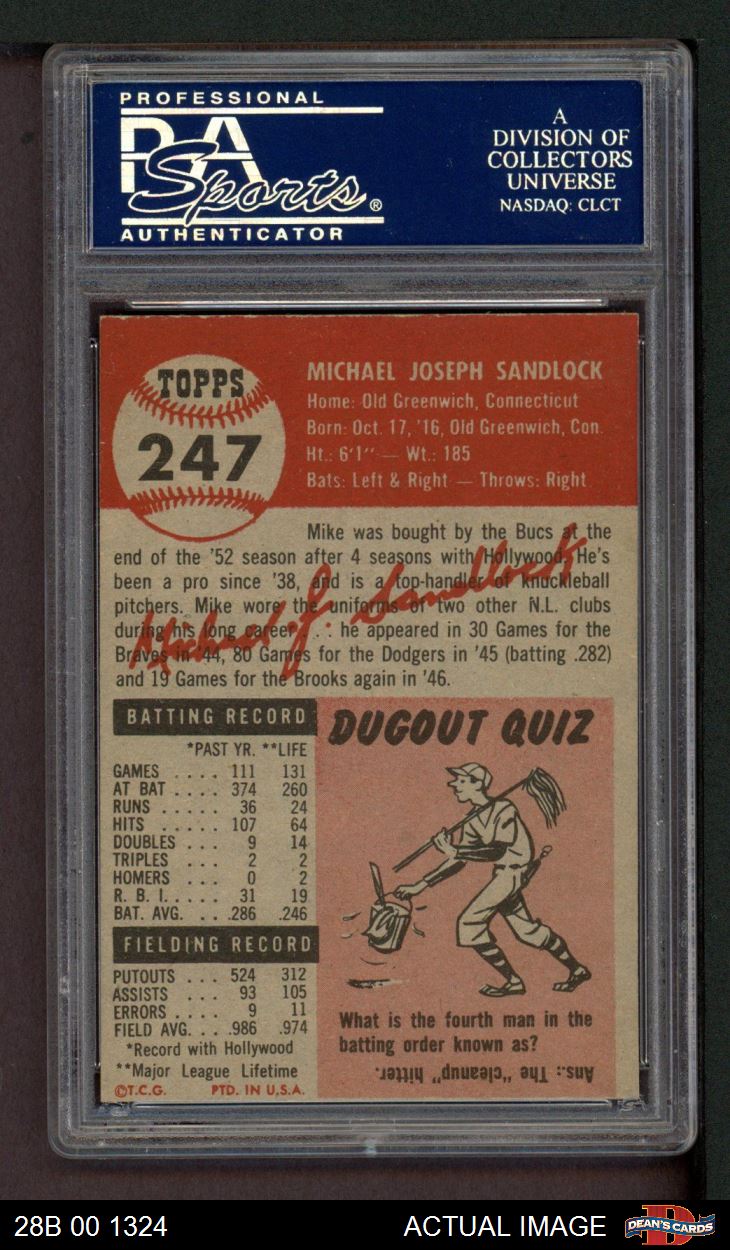 PROFESSIONAL
PSA
Sports®
AUTHENTICATOR
A
DIVISION OF
COLLECTORS
UNIVERSE
NASDAQ: CLCT
TOPPS
247
MICHAEL JOSEPH SANDLOCK
Home: Old Greenwich, Connecticut
Born: Oct. 17, '16, Old Greenwich, Con.
Ht.: 6'1'' — Wt.: 185
Bats: Left & Right — Throws: Right
Mike was bought by the Bucs at the
end of the '52 season after 4 seasons with Hollywood. He's
been a pro since '38, and is a top-handler of knuckleball
pitchers. Mike wore the uniforms of two other N.L. clubs
during his long career . . . he appeared in 30 Games for the
Braves in '44, 80 Games for the Dodgers in '45 (batting .282)
and 19 Games for the Brooks again in '46.
Michael J. Sandlock
BATTING RECORD
*PAST YR. **LIFE
GAMES . . . . 111 131
AT BAT . . . . 374 260
RUNS . . . . . 36 24
HITS . . . . . 107 64
DOUBLES . . . 9 14
TRIPLES . . . 2 2
HOMERS . . . 0 2
R. B. I. . . . . . 31 19
BAT. AVG. . . .286 .246
FIELDING RECORD
PUTOUTS . . . 524 312
ASSISTS . . . 93 105
ERRORS . . . . 9 11
FIELD AVG. . . .986 .974
*Record with Hollywood
**Major League Lifetime
©T.C.G. PTD. IN U.S.A.
DUGOUT QUIZ
What is the fourth man in the
batting order known as?
Ans.: The "cleanup" hitter.
28B 00 1324
ACTUAL IMAGE
D
DEAN'S CARDS